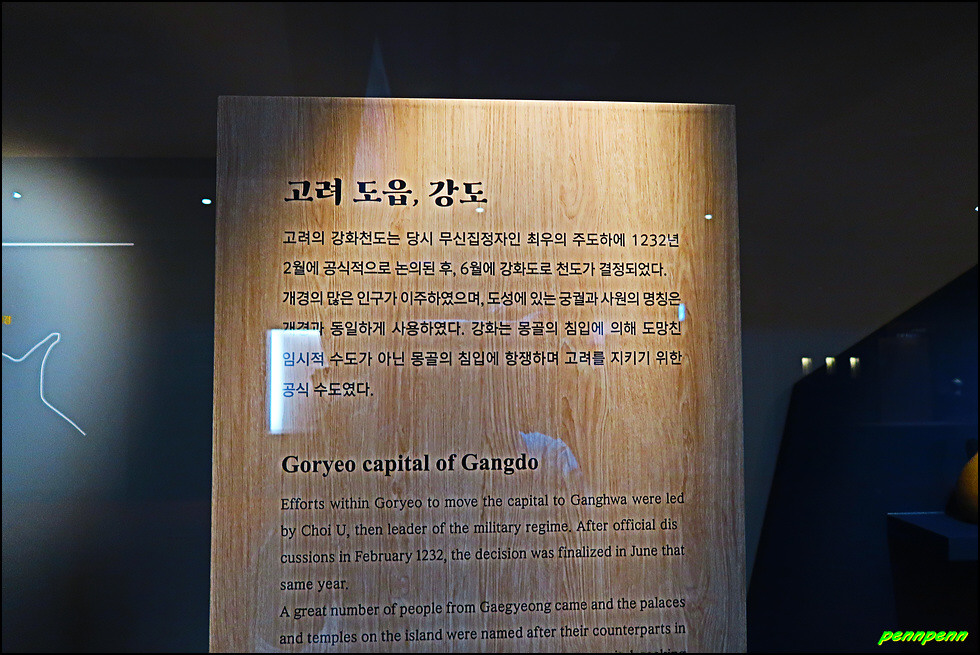 고려 도읍, 강도
고려의 강화천도는 당시 무신집정자인 최우의 주도하에 1232년
2월에 공식적으로 논의된 후, 6월에 강화도로 천도가 결정되었다.
개경의 많은 인구가 이주하였으며, 도성에 있는 궁궐과 사원의 명칭은
개경과 동일하게 사용하였다. 강화는 몽골의 침입에 의해 도망친
임시적 수도가 아닌 몽골의 침입에 항쟁하며 고려를 지키기 위한
공식 수도였다.
Goryeo capital of Gangdo
Efforts within Goryeo to move the capital to Ganghwa were led
by Choi U, then leader of the military regime. After official dis
cussions in February 1232, the decision was finalized in June that
same year.
A great number of people from Gaegyeong came and the palaces
and temples on the island were named after their counterparts in
경
pennpenn